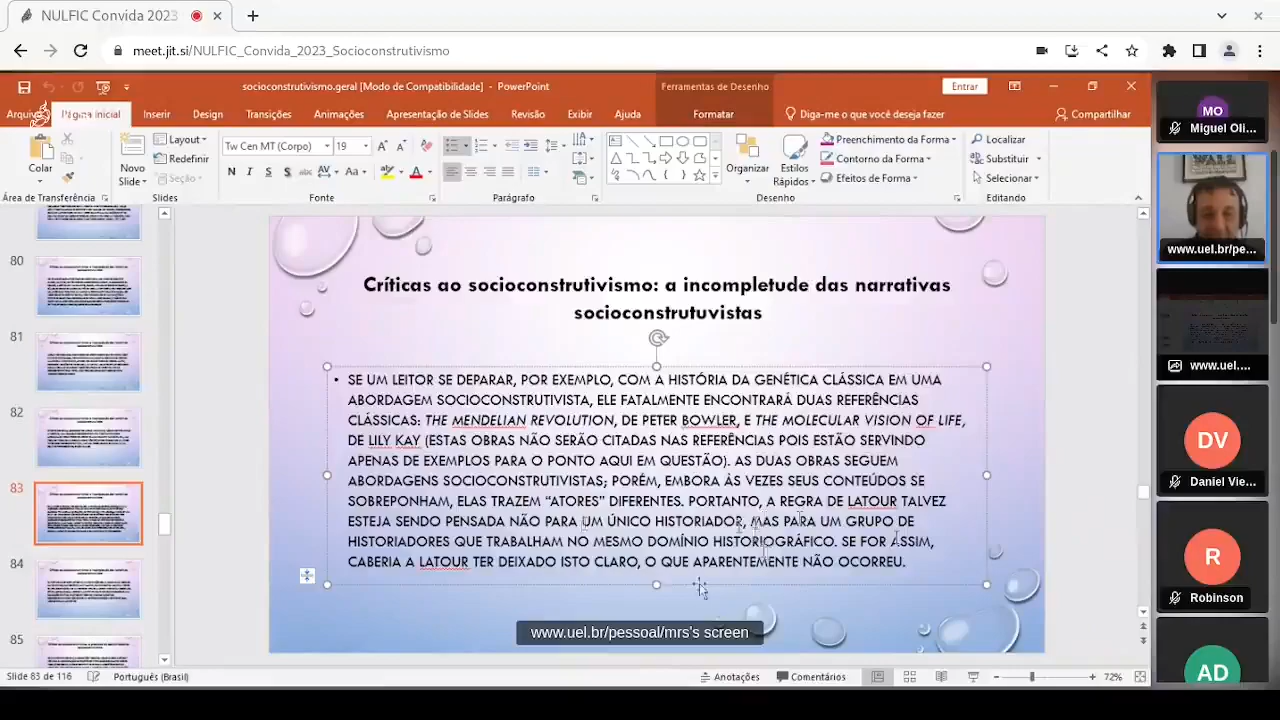 NULFIC Convida 2023
meet.jit.si/NULFIC_Convida_2023_Socioconstrutivismo
socioconstrutivismo.geral [Modo de Compatibilidade] - PowerPoint
Ferramentas de Desenho
Entrar
Arquivo Página Inicial Inserir Design Transições Animações Apresentação de Slides Revisão Exibir Ajuda Formatar Diga-me o que você deseja fazer Compartilhar
Colar
Novo Slide
Layout
Redefinir
Seção
Tw Cen MT (Corpo) 19
Organizar
Estilos Rápidos
Preenchimento da Forma
Contorno da Forma
Efeitos de Forma
Localizar
Substituir
Selecionar
Área de Transferência Slides Fonte Parágrafo Desenho Editando
80
81
82
83
84
85
Críticas ao socioconstrutivismo: a incompletude das narrativas
socioconstrutuvistas
• SE UM LEITOR SE DEPARAR, POR EXEMPLO, COM A HISTÓRIA DA GENÉTICA CLÁSSICA EM UMA
ABORDAGEM SOCIOCONSTRUTIVISTA, ELE FATALMENTE ENCONTRARÁ DUAS REFERÊNCIAS
CLÁSSICAS: THE MENDELIAN REVOLUTION, DE PETER BOWLER, E THE MOLECULAR VISION OF LIFE,
DE LILY KAY (ESTAS OBRAS NÃO SERÃO CITADAS NAS REFERÊNCIAS, POIS ESTÃO SERVINDO
APENAS DE EXEMPLOS PARA O PONTO AQUI EM QUESTÃO). AS DUAS OBRAS SEGUEM
ABORDAGENS SOCIOCONSTRUTIVISTAS; PORÉM, EMBORA ÀS VEZES SEUS CONTEÚDOS SE
SOBREPONHAM, ELAS TRAZEM “ATORES” DIFERENTES. PORTANTO, A REGRA DE LATOUR TALVEZ
ESTEJA SENDO PENSADA NÃO PARA UM ÚNICO HISTORIADOR, MAS PARA UM GRUPO DE
HISTORIADORES QUE TRABALHAM NO MESMO DOMÍNIO HISTORIOGRÁFICO. SE FOR ASSIM,
CABERIA A LATOUR TER DEIXADO ISTO CLARO, O QUE APARENTEMENTE NÃO OCORREU.
www.uel.br/pessoal/mrs's screen
Slide 83 de 116 Português (Brasil) Anotações Comentários 72%
MO
Miguel Oli...
www.uel.br/pe...
www.uel....
DV
Daniel Vie...
R
Robinson
AD